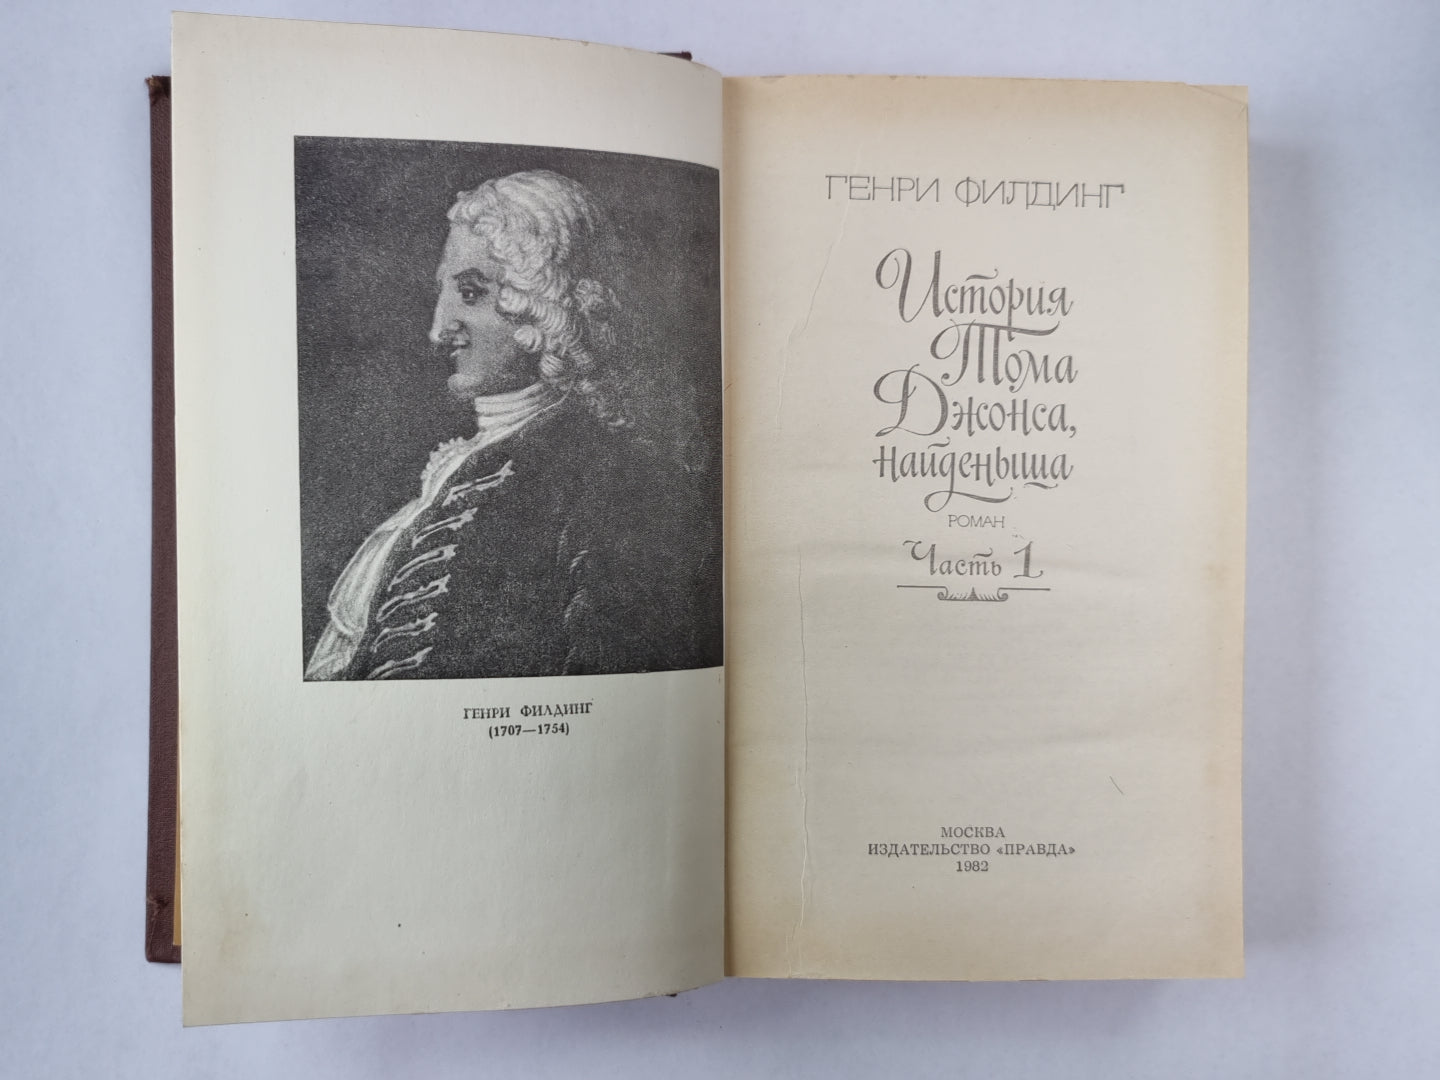 ГЕНРИ ФИЛДИНГ
(1707—1754)
ГЕНРИ ФИЛДИНГ
История
Тома
Джонса,
найденыша
РОМАН
Часть 1
МОСКВА
ИЗДАТЕЛЬСТВО «ПРАВДА»
1982